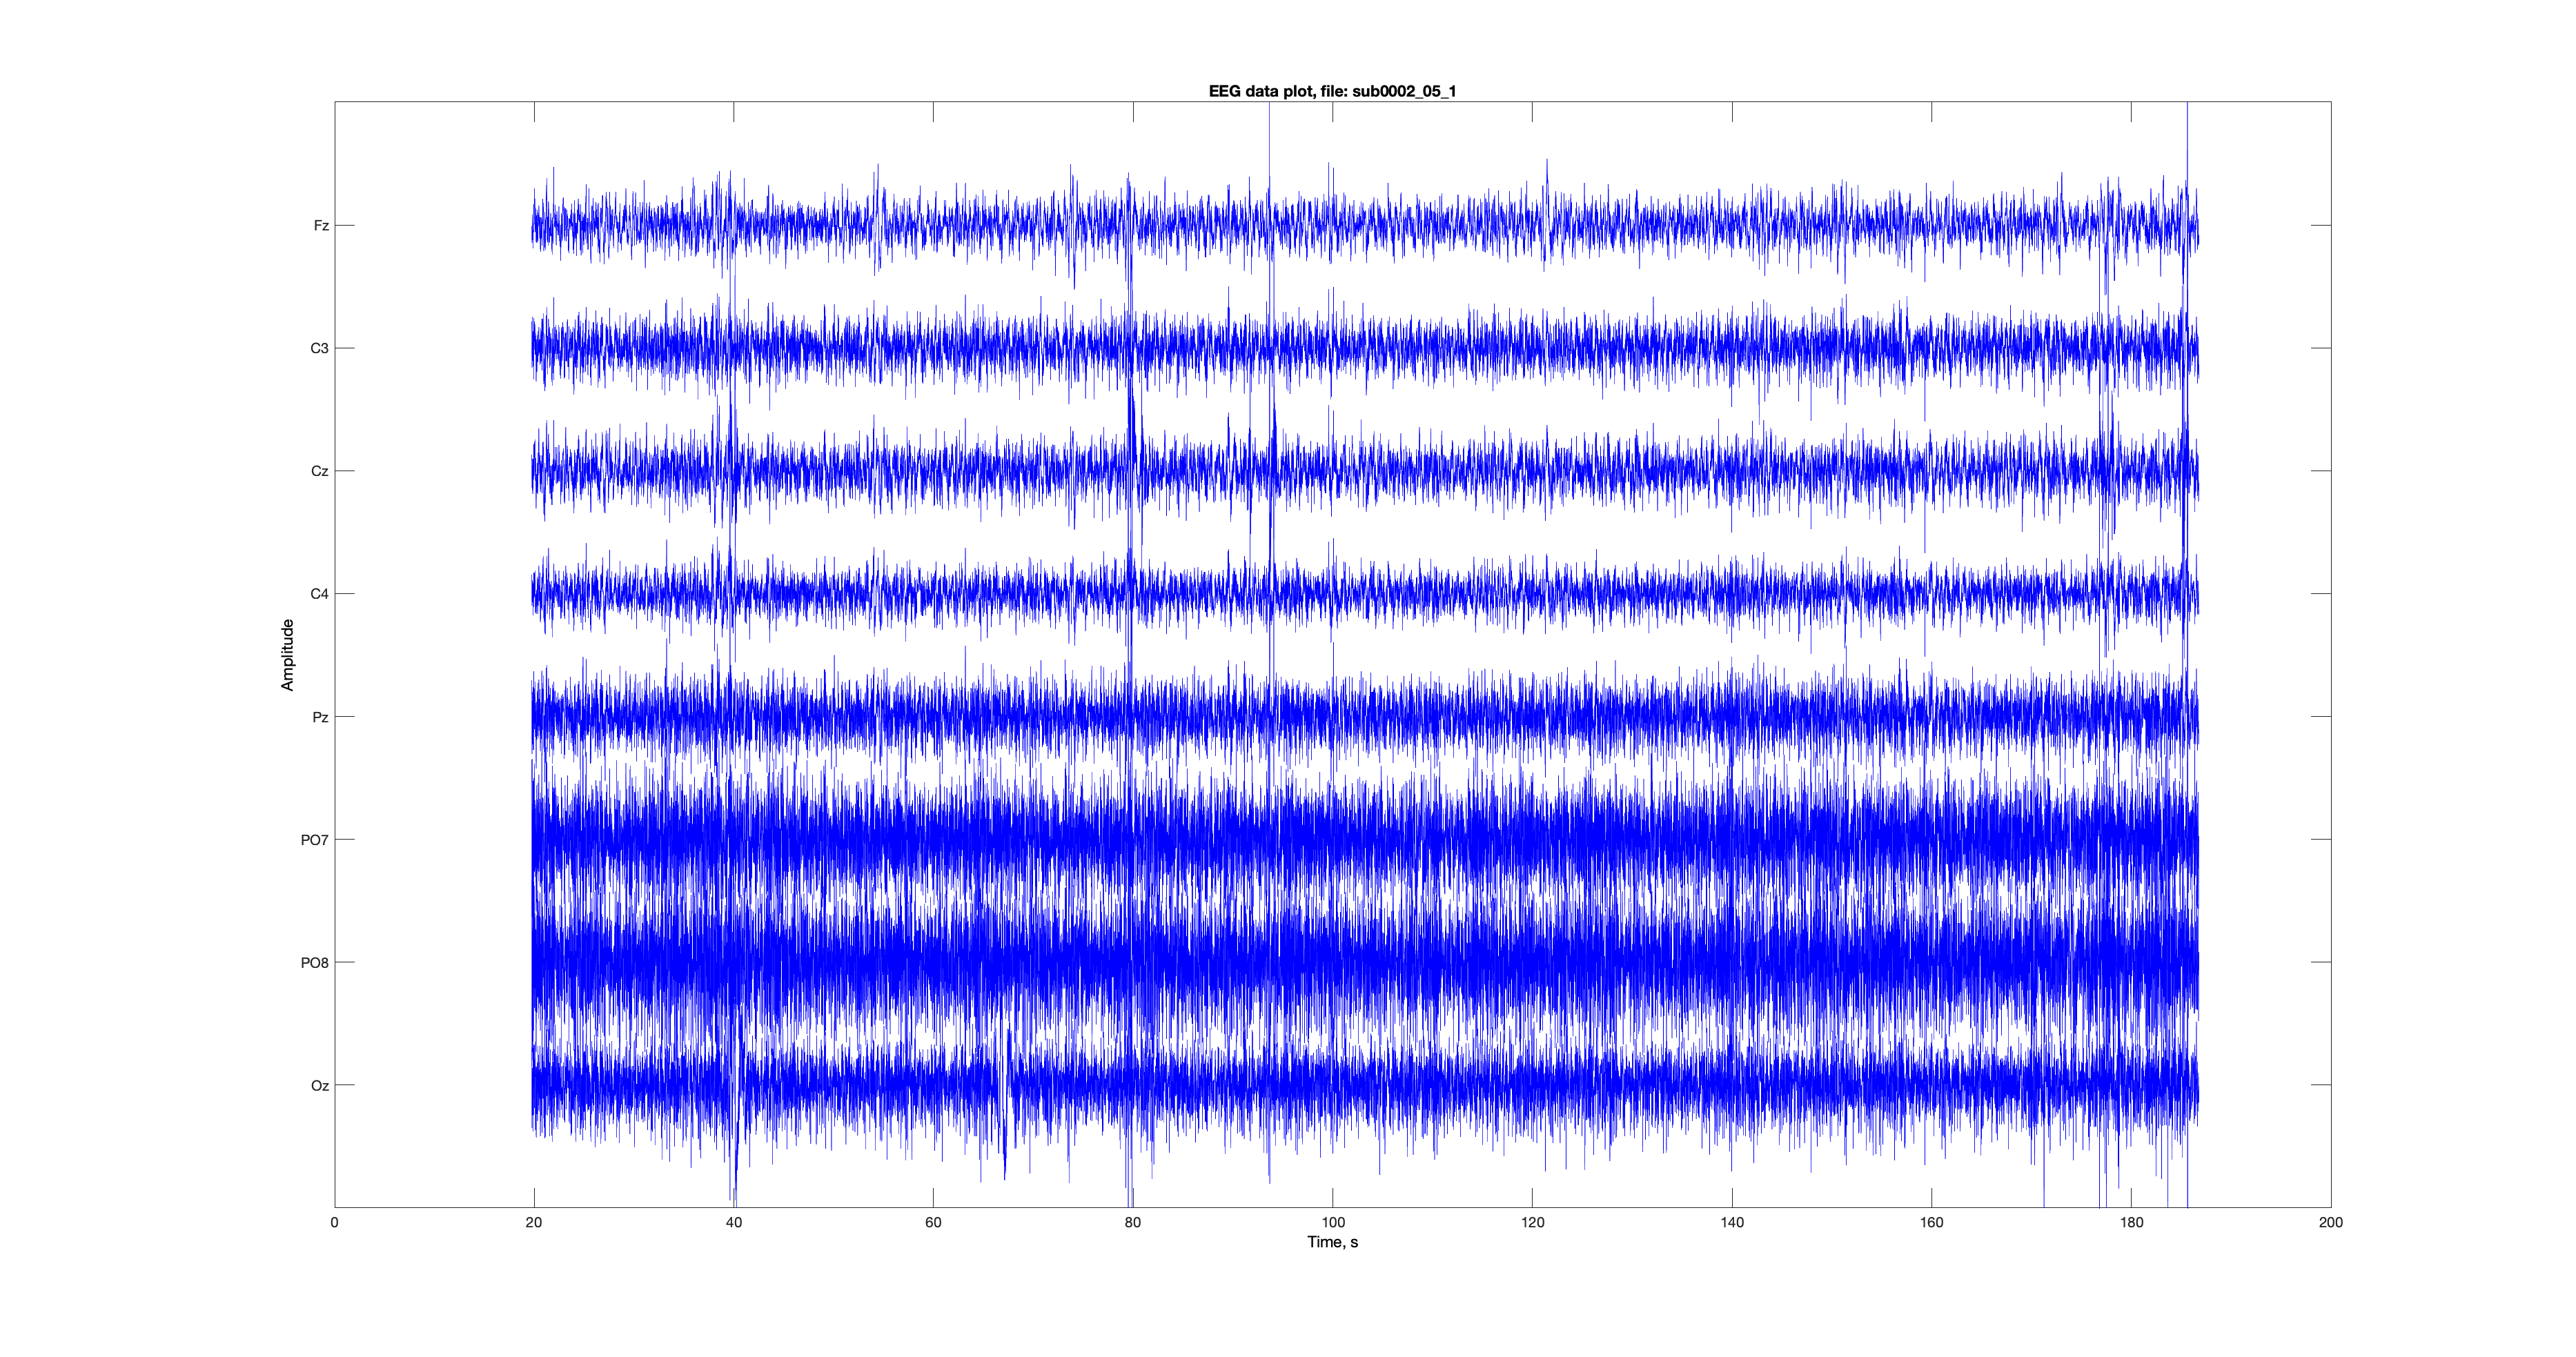 EEG data plot, file: sub0002_05_1
Fz
C3
Cz
C4
Pz
PO7
PO8
Oz
Amplitude
0 20 40 60 80 100 120 140 160 180 200
Time, s